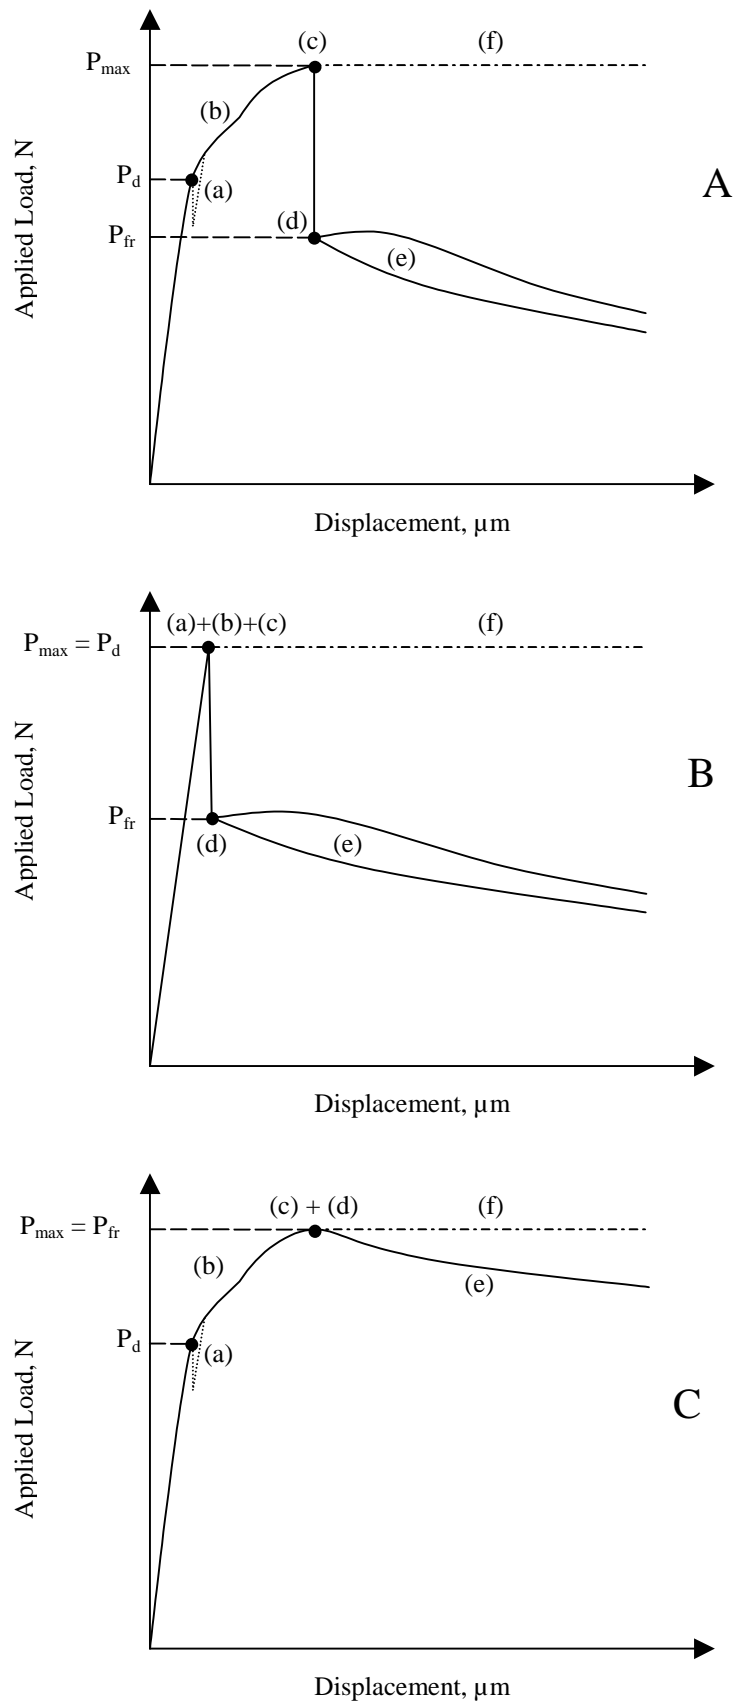 (c)
(f)
P_max
(b)
P_d
(a)
A
(d)
P_fr
(e)
Applied Load, N
Displacement, µm
(a)+(b)+(c)
(f)
P_max = P_d
B
P_fr
(d)
(e)
Applied Load, N
Displacement, µm
(c) + (d)
(f)
P_max = P_fr
(b)
(e)
P_d
(a)
C
Applied Load, N
Displacement, µm